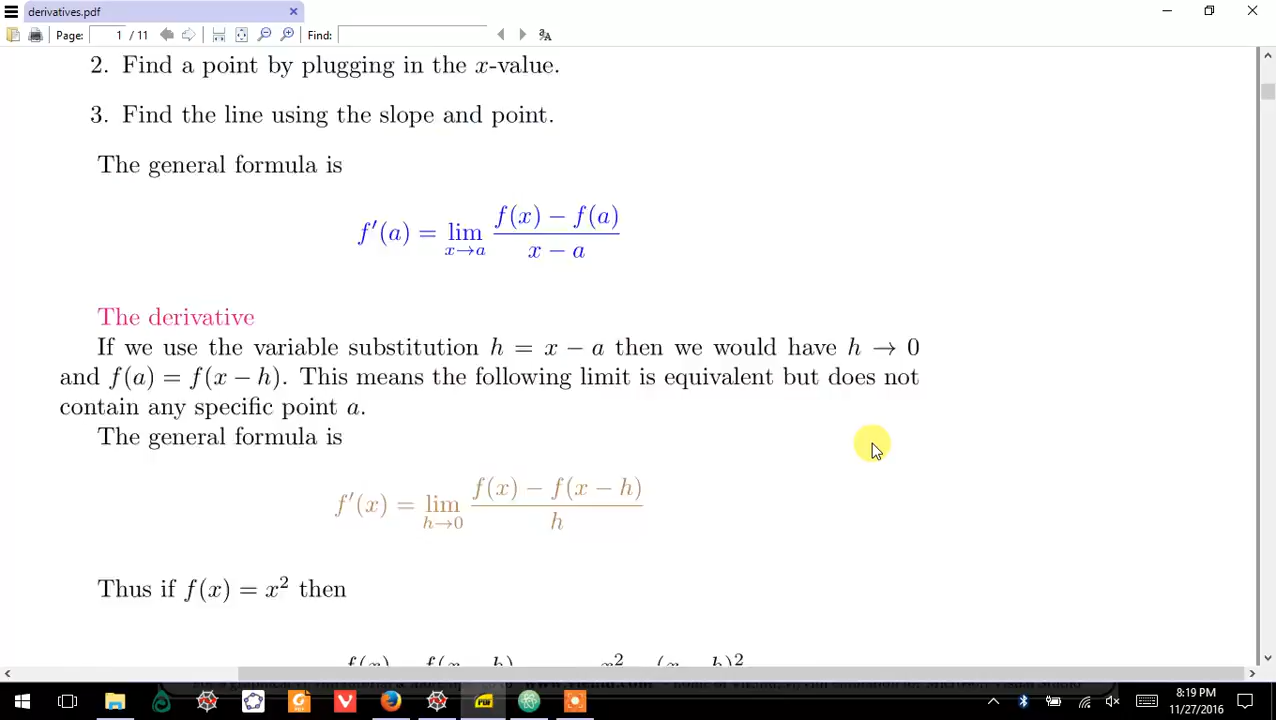 derivatives.pdf
Page: 1 / 11 Find:
2. Find a point by plugging in the x-value.
3. Find the line using the slope and point.
The general formula is
f′(a) = lim x→a f(x) − f(a) / x − a
The derivative
If we use the variable substitution h = x − a then we would have h → 0
and f(a) = f(x − h). This means the following limit is equivalent but does not
contain any specific point a.
The general formula is
f′(x) = lim h→0 f(x) − f(x − h) / h
Thus if f(x) = x² then
8:19 PM
11/27/2016